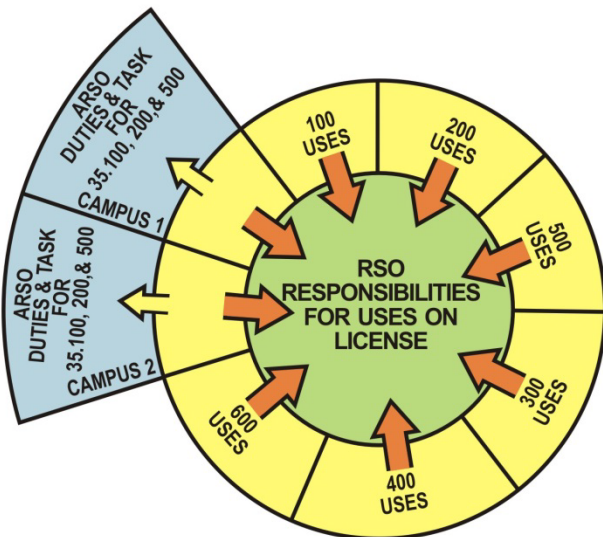 ARSO
DUTIES & TASK
FOR
35.100, 200,& 500
CAMPUS 1
ARSO
DUTIES & TASK
FOR
35.100, 200,& 500
CAMPUS 2
100
USES
200
USES
500
USES
300
USES
400
USES
600
USES
RSO
RESPONSIBILITIES
FOR USES ON
LICENSE